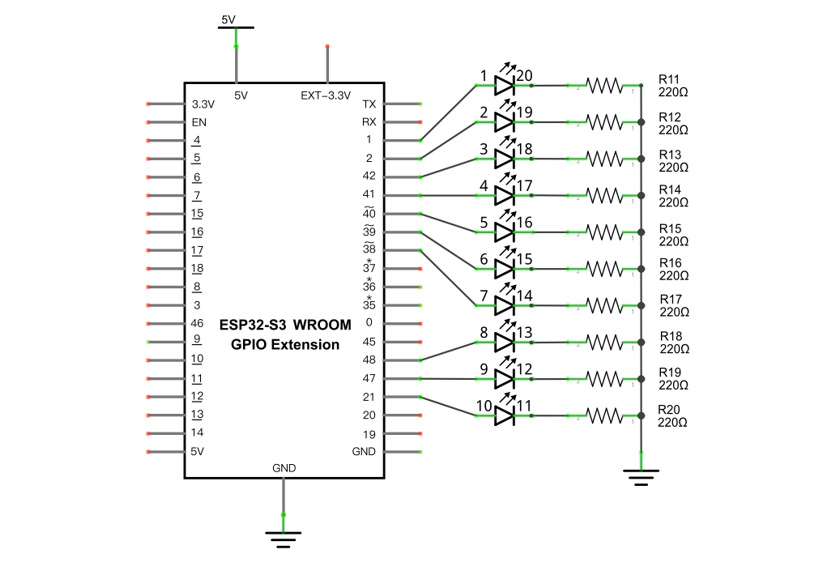 5V
5V EXT-3.3V
3.3V
EN
4
5
6
7
15
16
17
18
8
3
46
9
10
11
12
13
14
5V
TX
RX
1
2
42
41
40
39
38
*
37
*
36
*
35
0
45
48
47
21
20
19
GND
ESP32-S3 WROOM
GPIO Extension
GND
1 20
2 19
3 18
4 17
5 16
6 15
7 14
8 13
9 12
10 11
R11
220Ω
R12
220Ω
R13
220Ω
R14
220Ω
R15
220Ω
R16
220Ω
R17
220Ω
R18
220Ω
R19
220Ω
R20
220Ω